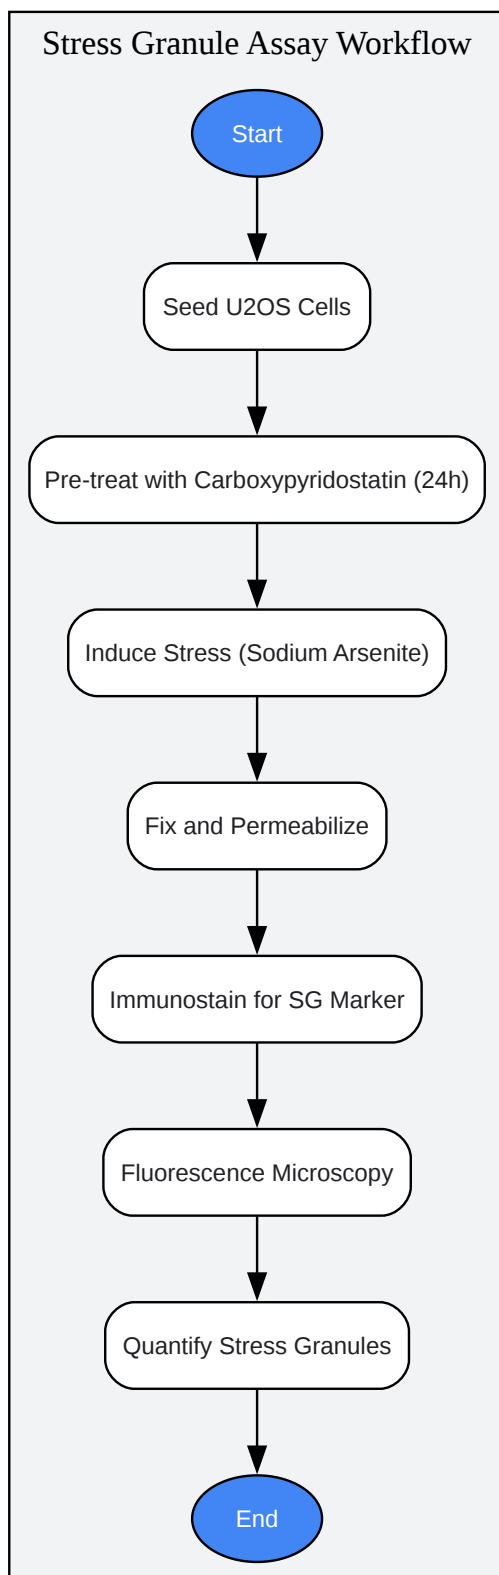 Stress Granule Assay Workflow
Start
Seed U2OS Cells
Pre-treat with Carboxypyridostatin (24h)
Induce Stress (Sodium Arsenite)
Fix and Permeabilize
Immunostain for SG Marker
Fluorescence Microscopy
Quantify Stress Granules
End